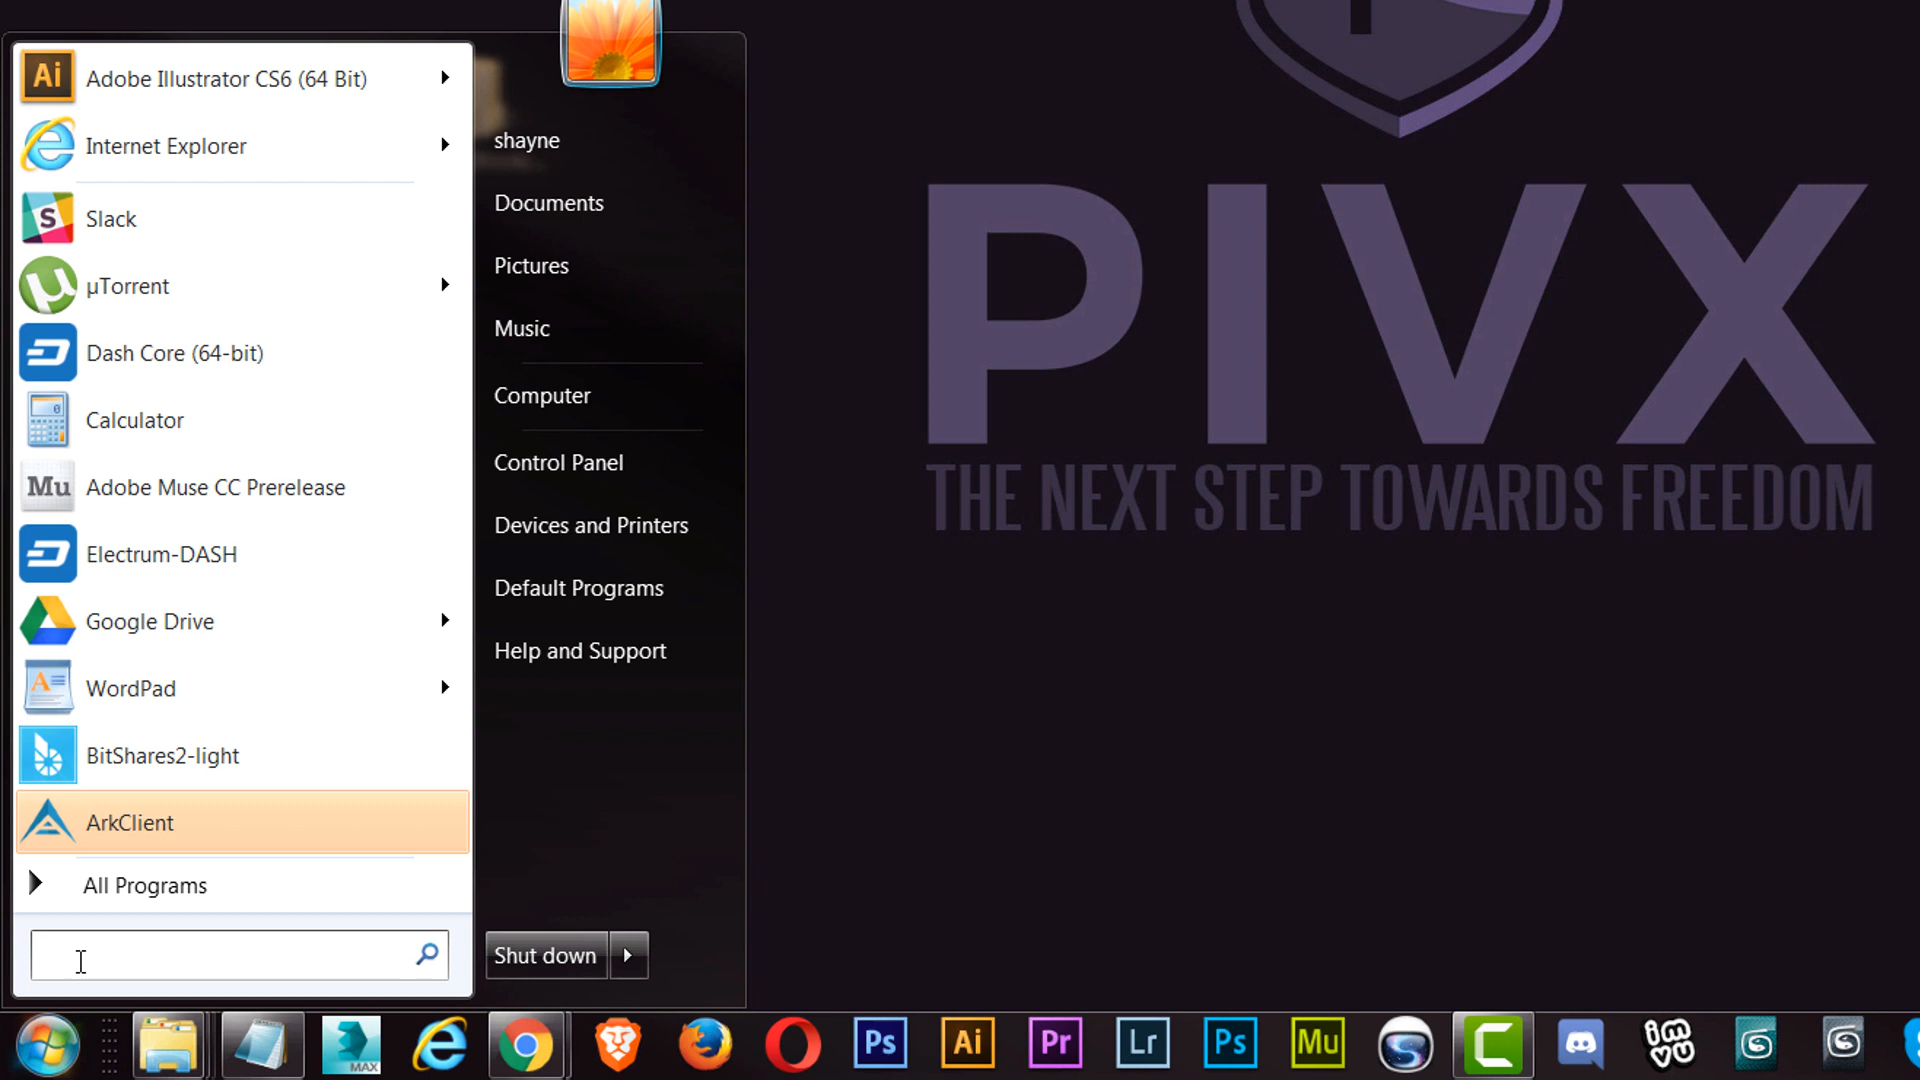 Ai Adobe Illustrator CS6 (64 Bit)
Internet Explorer
S Slack
µ µTorrent
Dash Core (64-bit)
Calculator
Mu Adobe Muse CC Prerelease
Electrum-DASH
Google Drive
A WordPad
BitShares2-light
ArkClient
All Programs
shayne
Documents
Pictures
Music
Computer
Control Panel
Devices and Printers
Default Programs
Help and Support
Shut down
PIVX
THE NEXT STEP TOWARDS FREEDOM
MAX
Ps
Ai
Pr
Lr
Ps
Mu
imvu